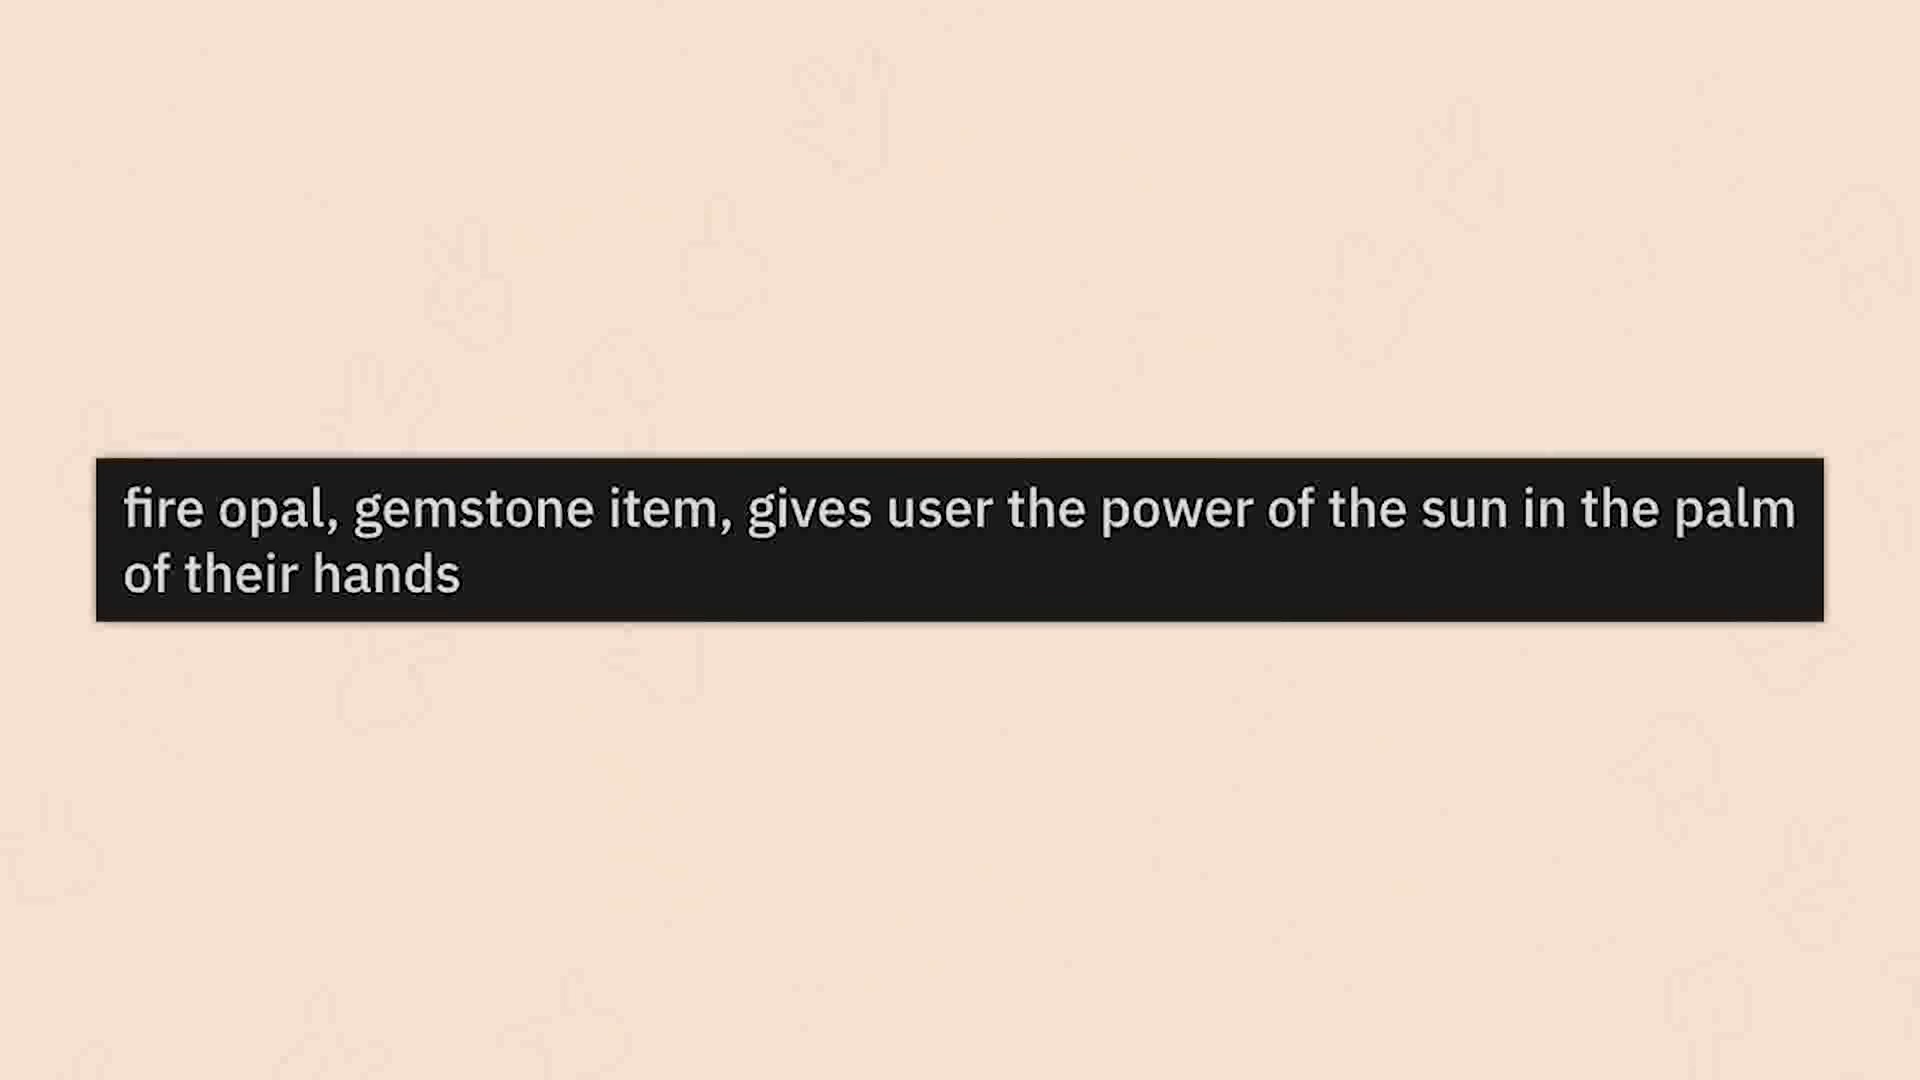 fire opal, gemstone item, gives user the power of the sun in the palm
of their hands